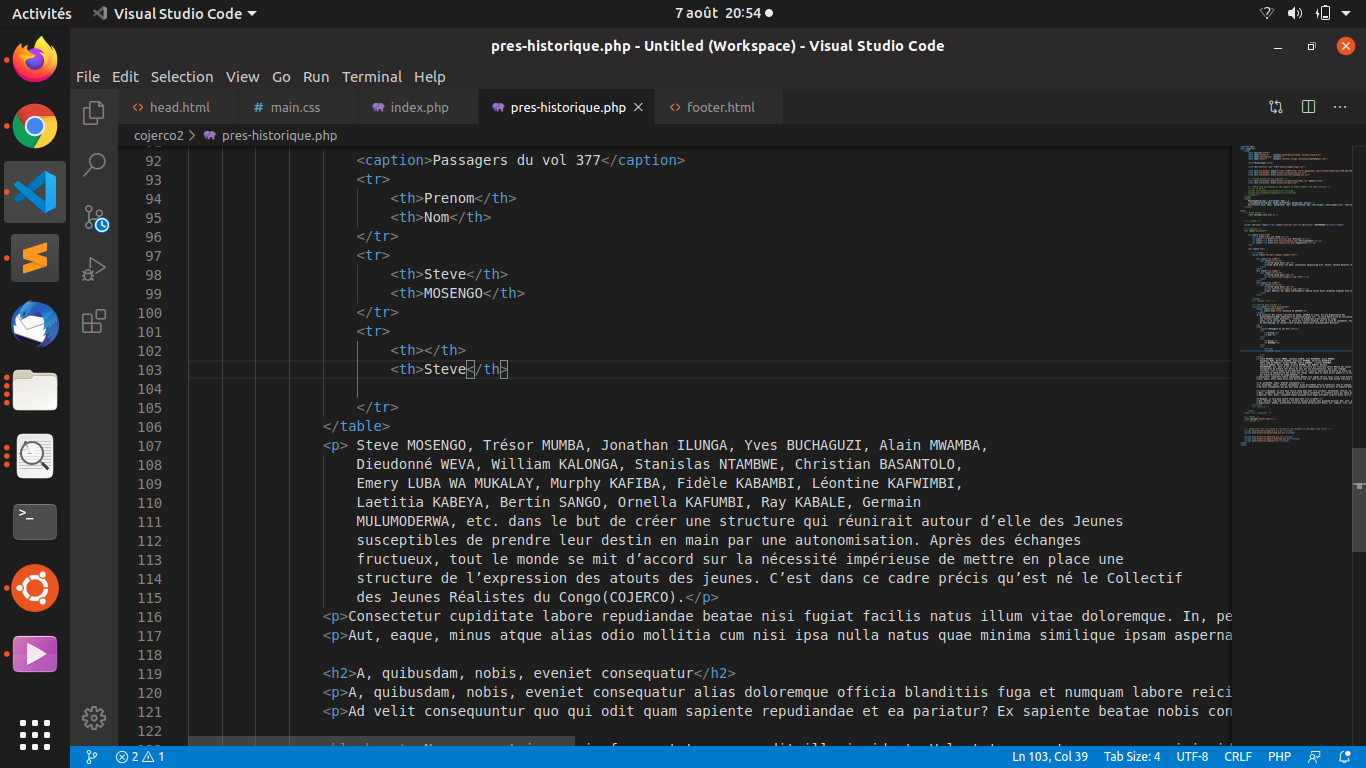 Activités
Visual Studio Code
7 août 20:54
pres-historique.php - Untitled (Workspace) - Visual Studio Code
File Edit Selection View Go Run Terminal Help
head.html
# main.css
index.php
pres-historique.php
footer.html
cojerco2 > pres-historique.php
92 <caption>Passagers du vol 377</caption>
93 <tr>
94 <th>Prenom</th>
95 <th>Nom</th>
96 </tr>
97 <tr>
98 <th>Steve</th>
99 <th>MOSENGO</th>
100 </tr>
101 <tr>
102 <th></th>
103 <th>Steve</th>
104
105 </tr>
106 </table>
107 <p> Steve MOSENGO, Trésor MUMBA, Jonathan ILUNGA, Yves BUCHAGUZI, Alain MWAMBA,
108 Dieudonné WEVA, William KALONGA, Stanislas NTAMBWE, Christian BASANTOLO,
109 Emery LUBA WA MUKALAY, Murphy KAFIBA, Fidèle KABAMBI, Léontine KAFWIMBI,
110 Laetitia KABEYA, Bertin SANGO, Ornella KAFUMBI, Ray KABALE, Germain
111 MULUMODERWA, etc. dans le but de créer une structure qui réunirait autour d’elle des Jeunes
112 susceptibles de prendre leur destin en main par une autonomisation. Après des échanges
113 fructueux, tout le monde se mit d’accord sur la nécessité impérieuse de mettre en place une
114 structure de l’expression des atouts des jeunes. C’est dans ce cadre précis qu’est né le Collectif
115 des Jeunes Réalistes du Congo(COJERCO).</p>
116 <p>Consectetur cupiditate labore repudiandae beatae nisi fugiat facilis natus illum vitae doloremque. In, pe
117 <p>Aut, eaque, minus atque alias odio mollitia cum nisi ipsa nulla natus quae minima similique ipsam asperna
118
119 <h2>A, quibusdam, nobis, eveniet consequatur</h2>
120 <p>A, quibusdam, nobis, eveniet consequatur alias doloremque officia blanditiis fuga et numquam labore reici
121 <p>Ad velit consequuntur quo qui odit quam sapiente repudiandae et ea pariatur? Ex sapiente beatae nobis con
122
2 1
Ln 103, Col 39 Tab Size: 4 UTF-8 CRLF PHP